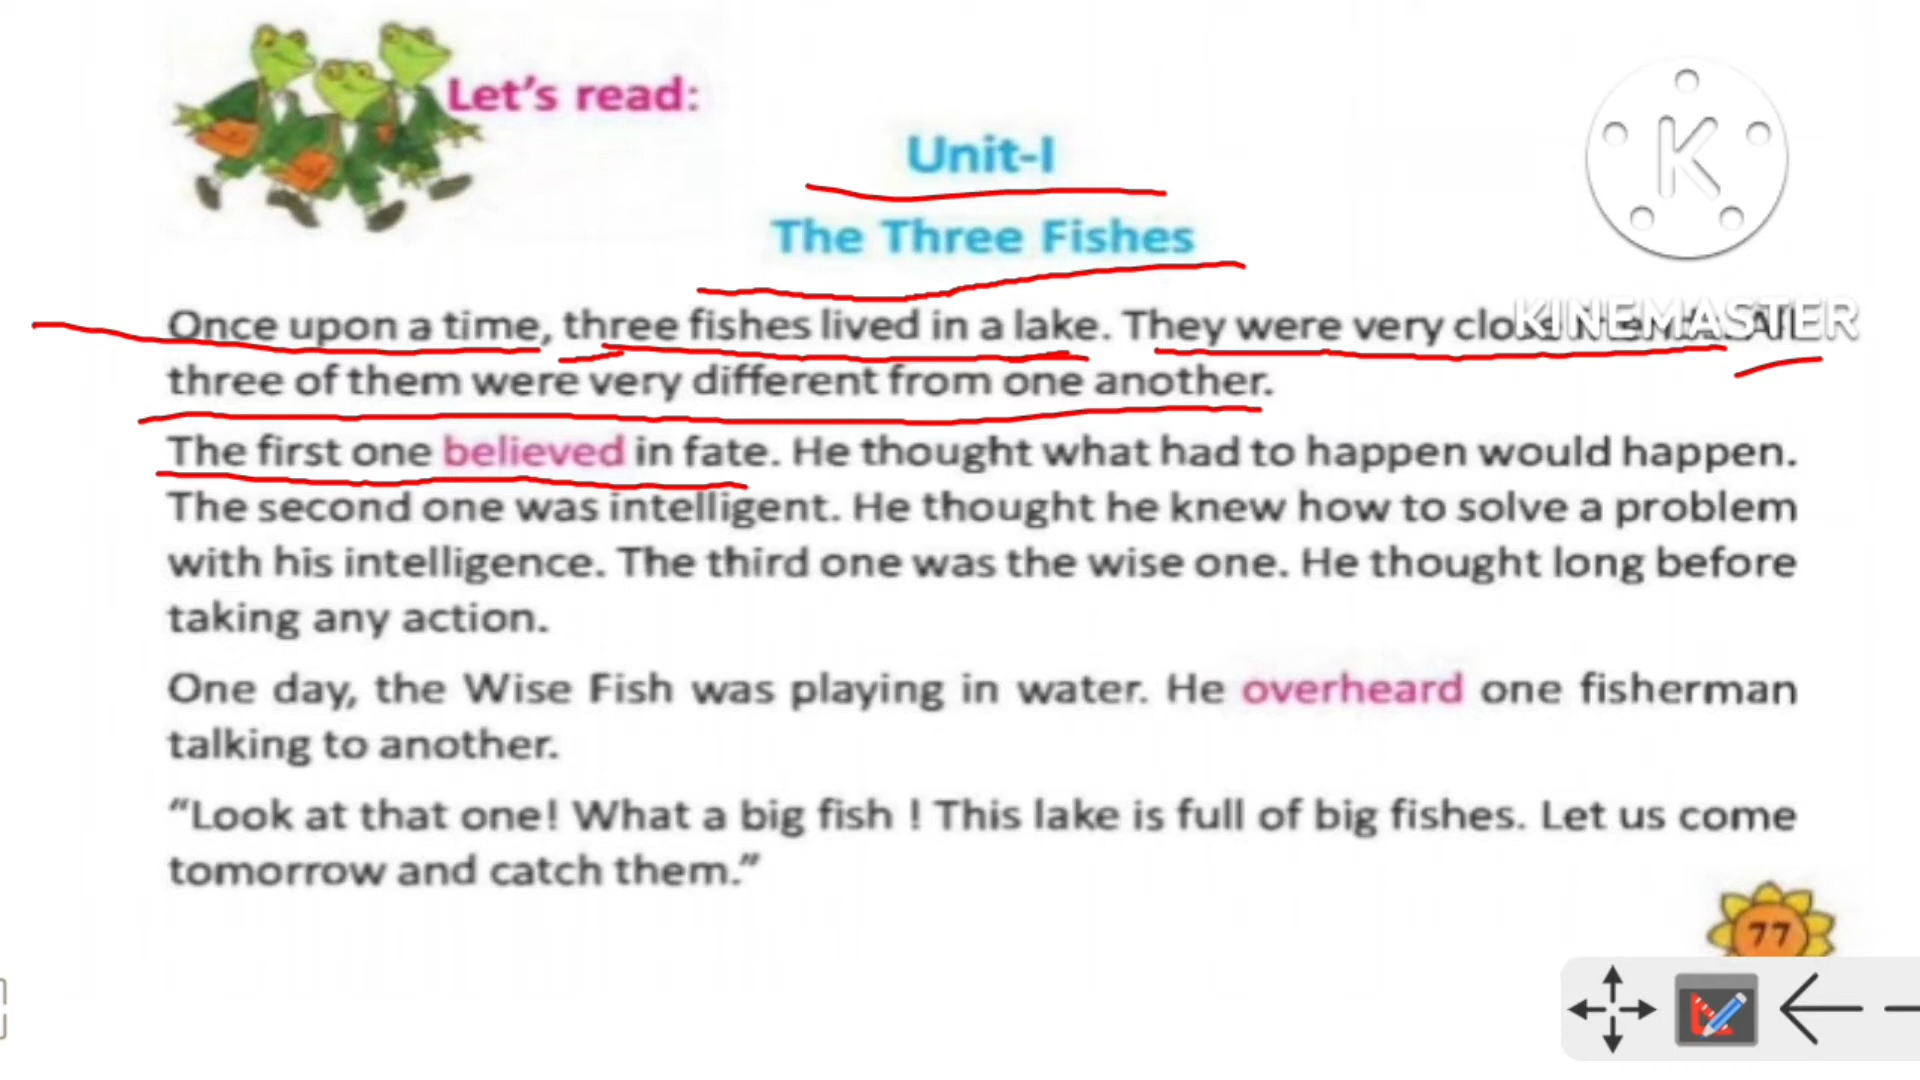 Let's read:
Unit-I
The Three Fishes
K
KINEMASTER
Once upon a time, three fishes lived in a lake. They were very
three of them were very different from one another.
The first one believed in fate. He thought what had to happen would happen.
The second one was intelligent. He thought he knew how to solve a problem
with his intelligence. The third one was the wise one. He thought long before
taking any action.
One day, the Wise Fish was playing in water. He overheard one fisherman
talking to another.
“Look at that one! What a big fish ! This lake is full of big fishes. Let us come
tomorrow and catch them.”
77